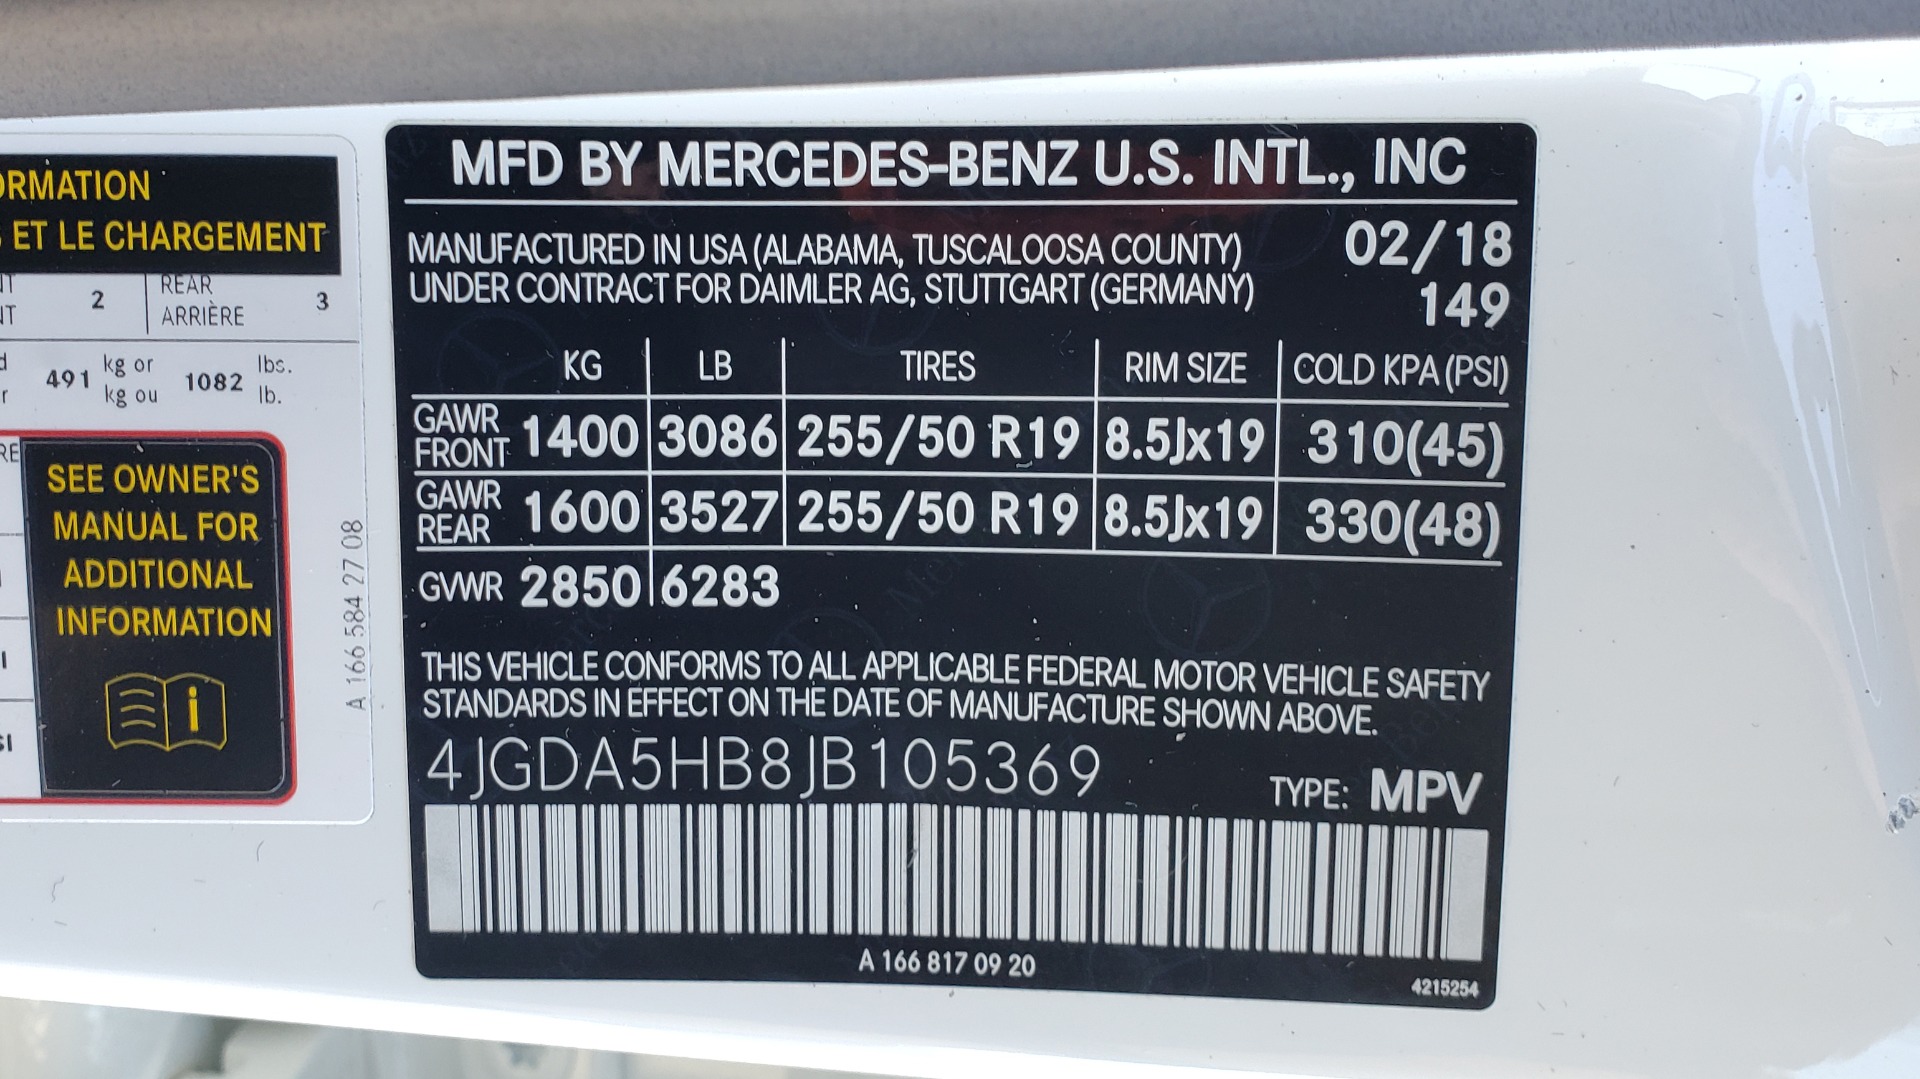 ORMATION
ET LE CHARGEMENT
2 REAR 3
ARRIÈRE
491 kg or 1082 lbs.
kg ou lb.
SEE OWNER'S
MANUAL FOR
ADDITIONAL
INFORMATION
i
A 166 584 27 08
MFD BY MERCEDES-BENZ U.S. INTL., INC
MANUFACTURED IN USA (ALABAMA, TUSCALOOSA COUNTY) 02/18
UNDER CONTRACT FOR DAIMLER AG, STUTTGART (GERMANY) 149
KG LB TIRES RIM SIZE COLD KPA (PSI)
GAWR FRONT 1400 3086 255/50 R19 8.5Jx19 310(45)
GAWR REAR 1600 3527 255/50 R19 8.5Jx19 330(48)
GVWR 2850 6283
THIS VEHICLE CONFORMS TO ALL APPLICABLE FEDERAL MOTOR VEHICLE SAFETY
STANDARDS IN EFFECT ON THE DATE OF MANUFACTURE SHOWN ABOVE.
4JGDA5HB8JB105369 TYPE: MPV
A 166 817 09 20
4215254